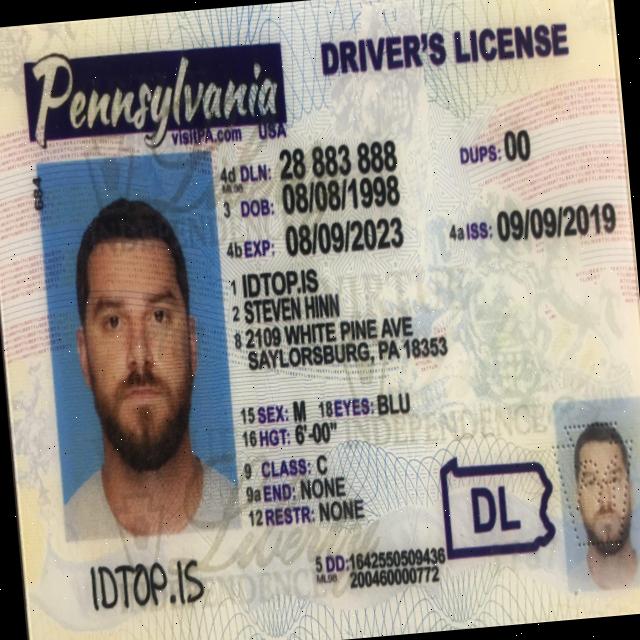 Pennsylvania
visitPA.com USA
DRIVER'S LICENSE
4d DLN: 28 883 888
DUPS: 00
3 DOB: 08/08/1998
4b EXP: 08/09/2023
4a ISS: 09/09/2019
1 IDTOP.IS
2 STEVEN HINN
8 2109 WHITE PINE AVE
SAYLORSBURG, PA 18353
15 SEX: M 18 EYES: BLU
16 HGT: 6'-00"
9 CLASS: C
9a END: NONE
12 RESTR: NONE
DL
5 DD: 1642550509436
200460000772
IDTOP.IS